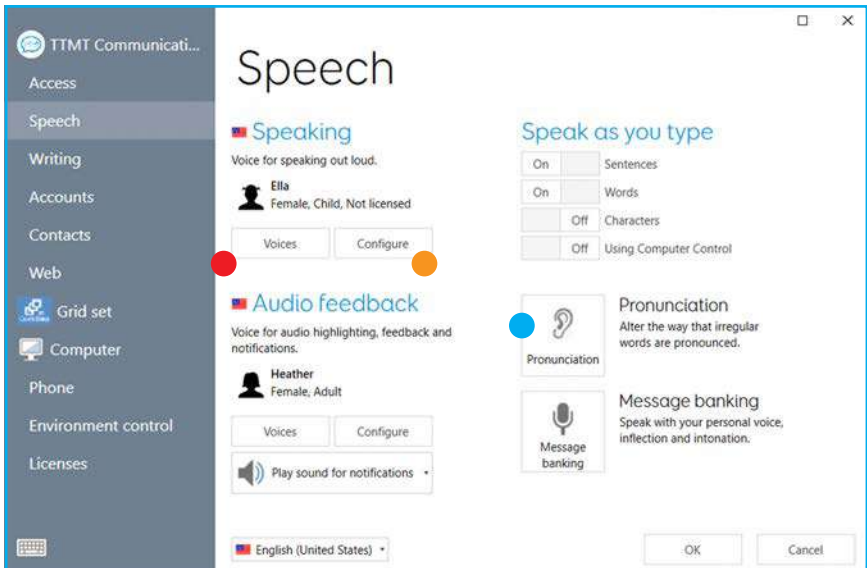 TTMT Communicati...
Access
Speech
Writing
Accounts
Contacts
Web
Grid set
Computer
Phone
Environment control
Licenses
Speech
Speaking
Voice for speaking out loud.
Ella
Female, Child, Not licensed
Voices
Configure
Audio feedback
Voice for audio highlighting, feedback and
notifications.
Heather
Female, Adult
Voices
Configure
Play sound for notifications
English (United States)
Speak as you type
On Sentences
On Words
Off Characters
Off Using Computer Control
Pronunciation
Pronunciation
Alter the way that irregular
words are pronounced.
Message
banking
Message banking
Speak with your personal voice,
inflection and intonation.
OK
Cancel